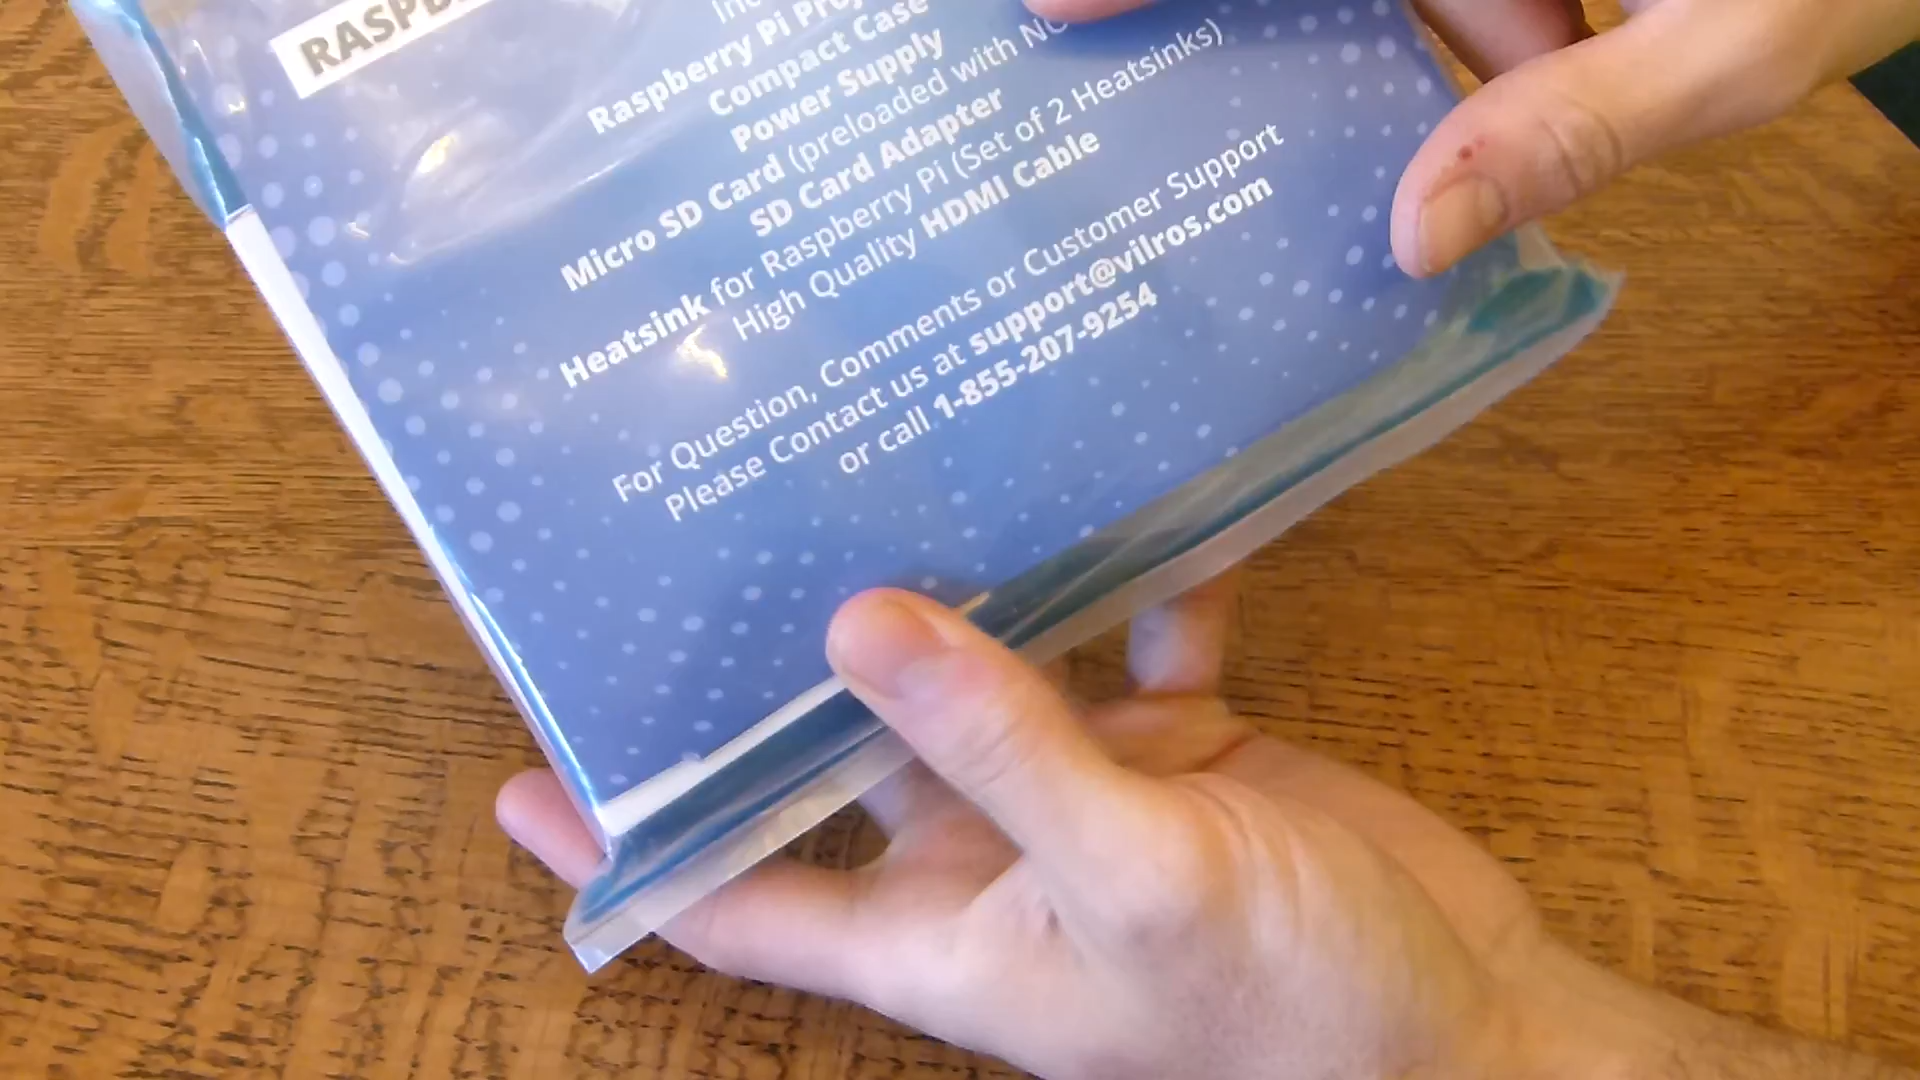 Raspberry Pi
Compact Case
Power Supply
Micro SD Card (preloaded with
SD Card Adapter
Heatsink for Raspberry Pi (Set of 2 Heatsinks)
High Quality HDMI Cable
For Question, Comments or Customer Support
Please Contact us at support@vilros.com
or call 1-855-207-9254